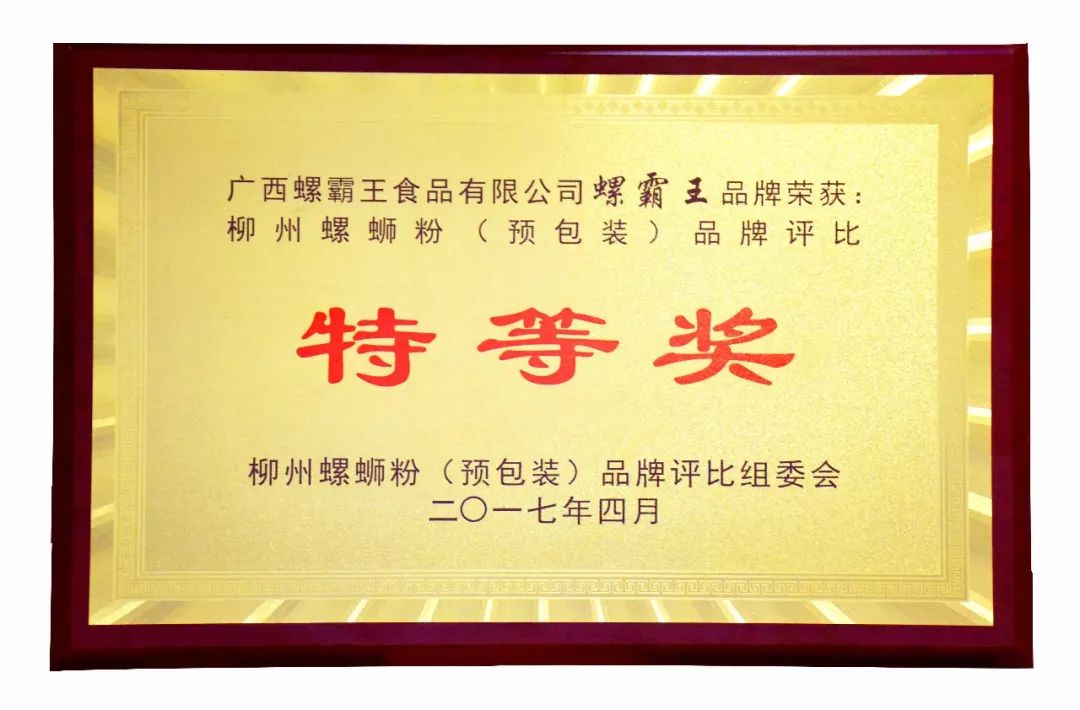 广西螺霸王食品有限公司螺霸王品牌荣获：
柳州螺蛳粉（预包装）品牌评比
特等奖
柳州螺蛳粉（预包装）品牌评比组委会
二〇一七年四月